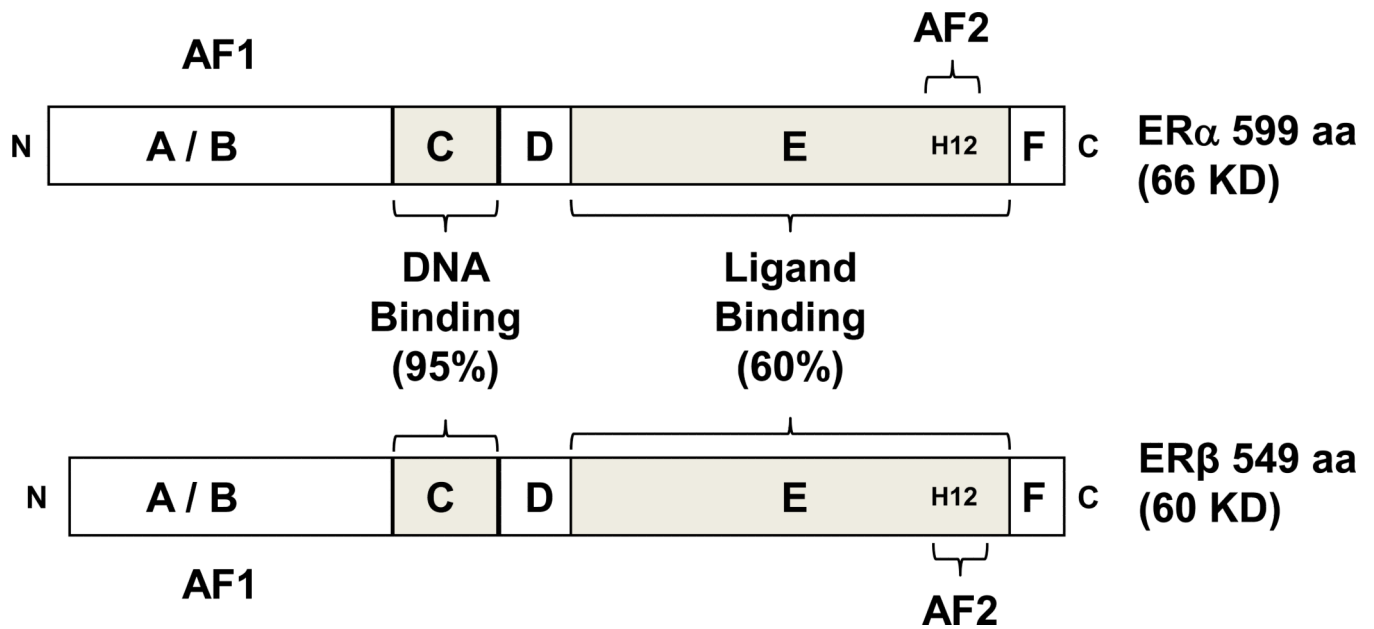 AF2
AF1
N A / B C D E H12 F C
ERα 599 aa
(66 KD)
DNA
Binding
(95%)
Ligand
Binding
(60%)
ERβ 549 aa
(60 KD)
N A / B C D E H12 F C
AF1
AF2